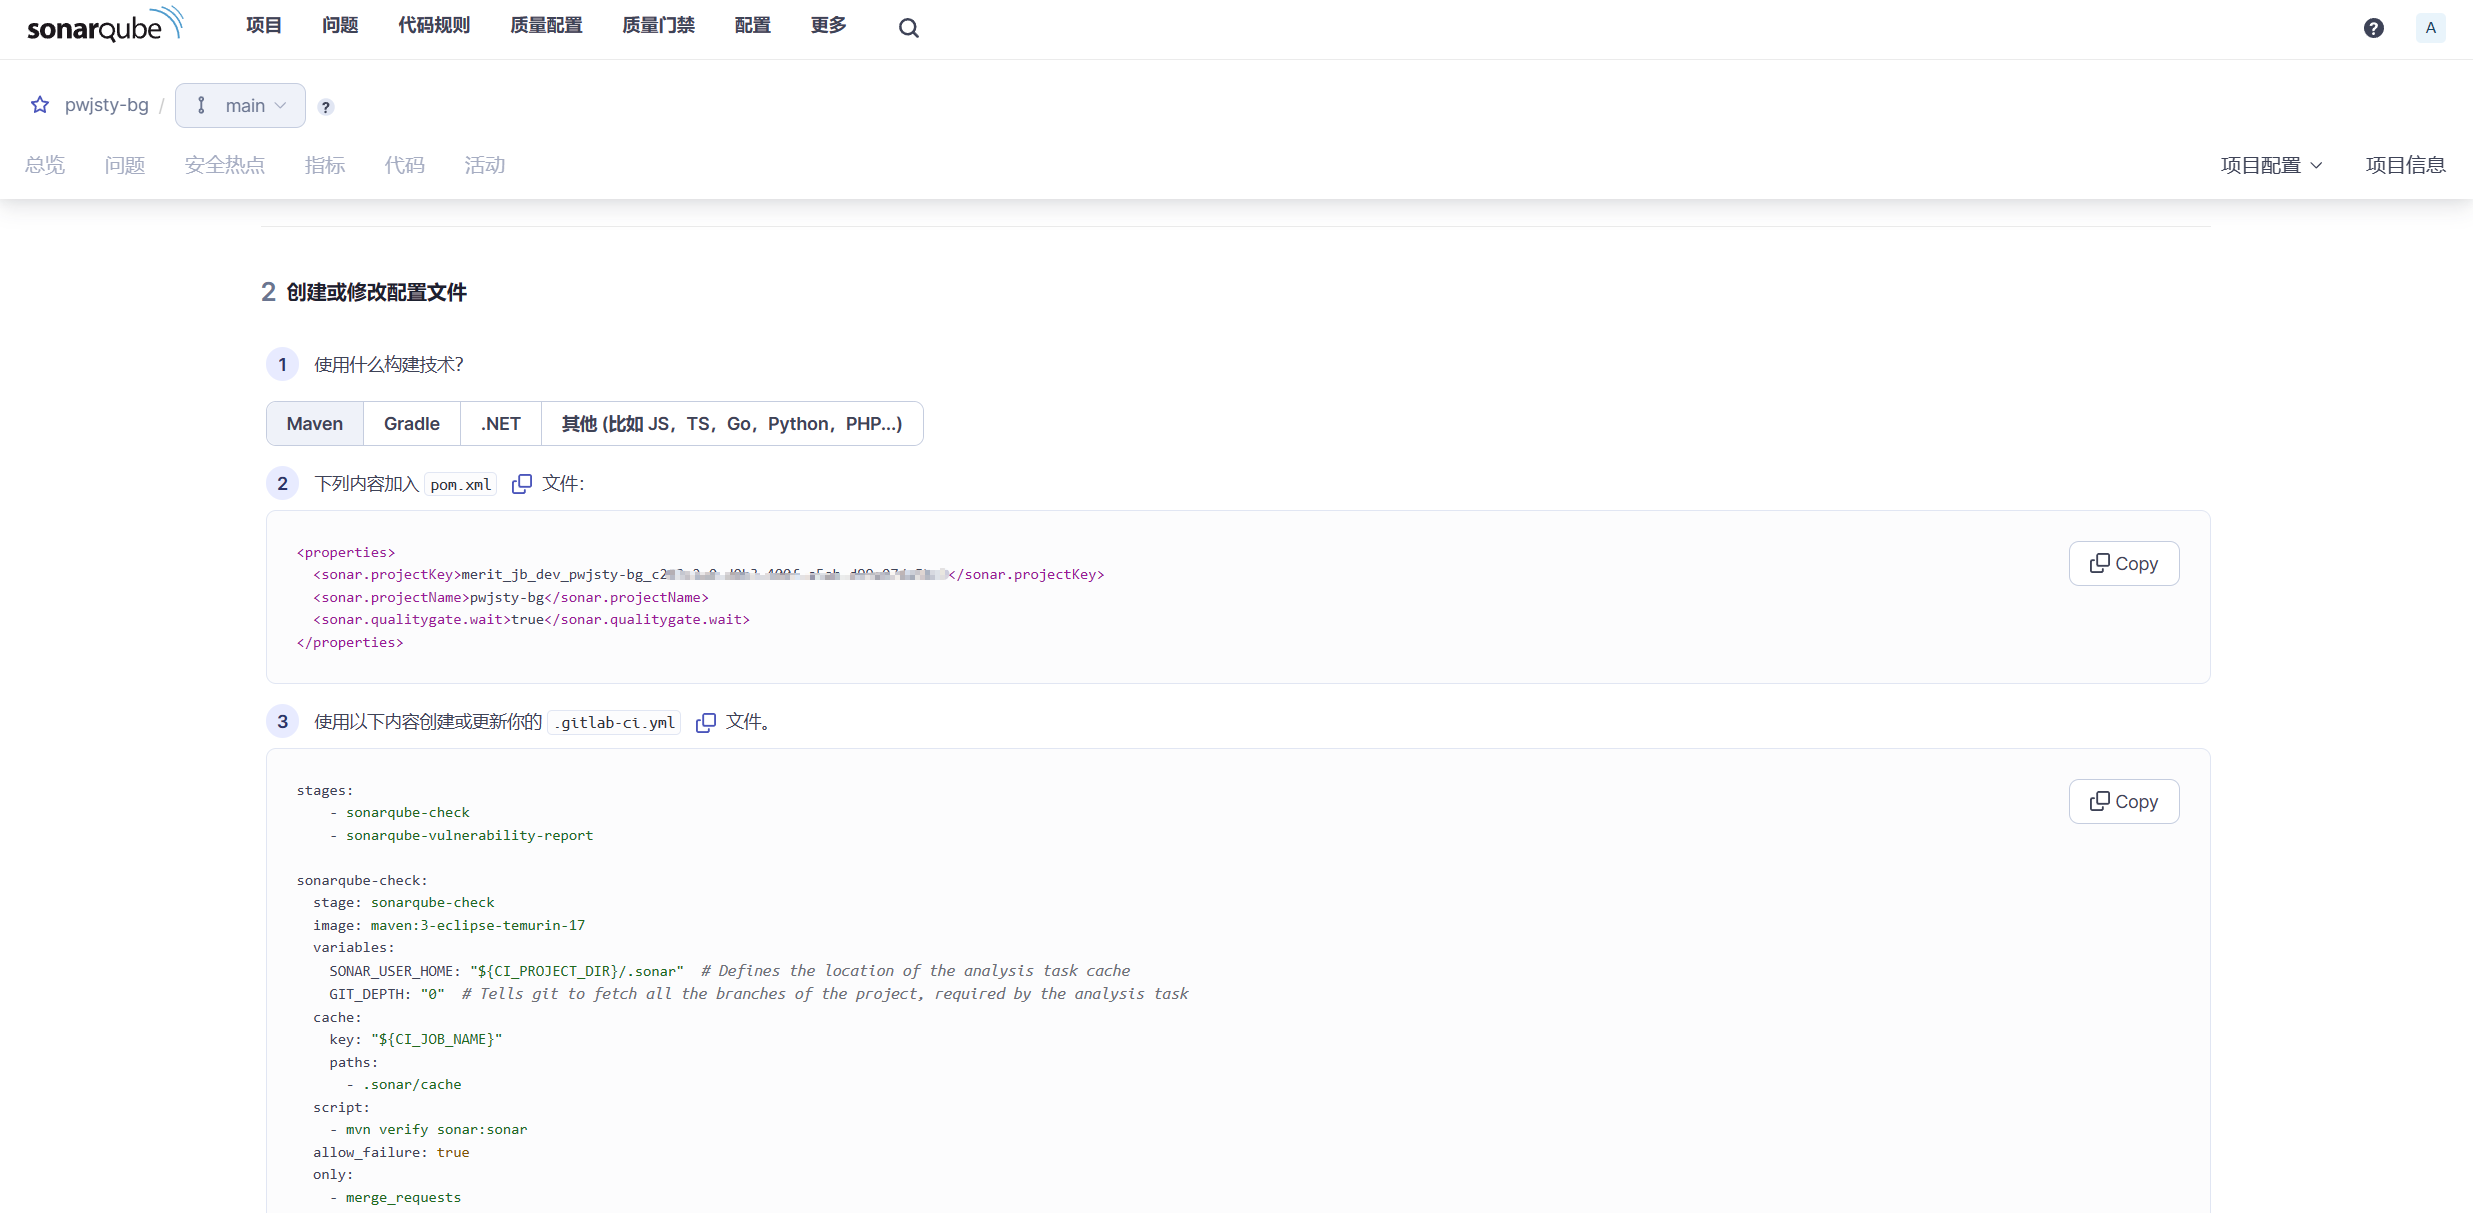 sonarqube 项目 问题 代码规则 质量配置 质量门禁 配置 更多 ? A
pwjsty-bg / main ?
总览 问题 安全热点 指标 代码 活动 项目配置 项目信息
2 创建或修改配置文件
1 使用什么构建技术?
Maven Gradle .NET 其他 (比如 JS，TS，Go，Python，PHP...)
2 下列内容加入 pom.xml 文件:
Copy
<properties>
<sonar.projectKey>merit_jb_dev_pwjsty-bg_c2</sonar.projectKey>
<sonar.projectName>pwjsty-bg</sonar.projectName>
<sonar.qualitygate.wait>true</sonar.qualitygate.wait>
</properties>
3 使用以下内容创建或更新你的 .gitlab-ci.yml 文件。
Copy
stages:
- sonarqube-check
- sonarqube-vulnerability-report
sonarqube-check:
stage: sonarqube-check
image: maven:3-eclipse-temurin-17
variables:
SONAR_USER_HOME: "${CI_PROJECT_DIR}/.sonar" # Defines the location of the analysis task cache
GIT_DEPTH: "0" # Tells git to fetch all the branches of the project, required by the analysis task
cache:
key: "${CI_JOB_NAME}"
paths:
- .sonar/cache
script:
- mvn verify sonar:sonar
allow_failure: true
only:
- merge_requests